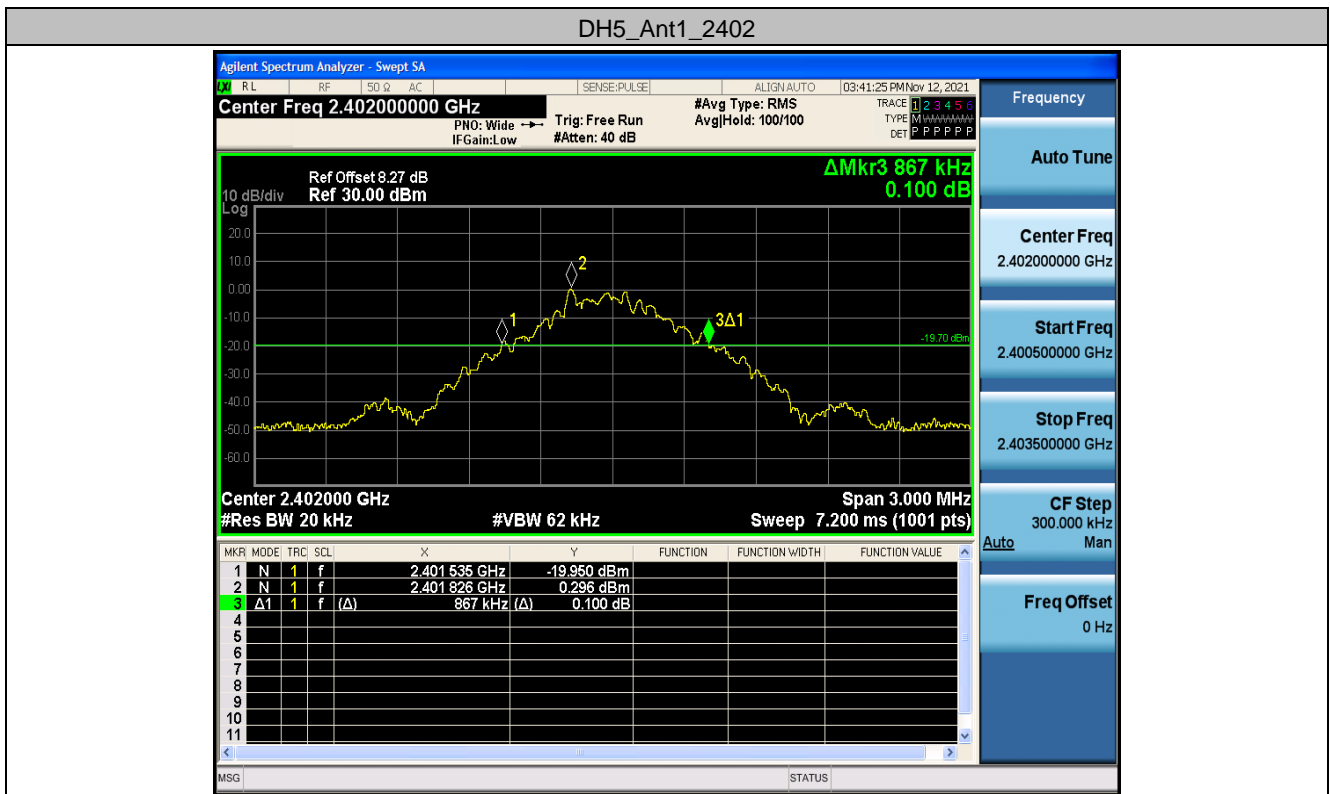 DH5_Ant1_2402
Agilent Spectrum Analyzer - Swept SA
LXI RL RF 50 Ω AC SENSE:PULSE ALIGN AUTO 03:41:25 PM Nov 12, 2021
Center Freq 2.402000000 GHz
PNO: Wide
IFGain:Low
Trig: Free Run
#Atten: 40 dB
#Avg Type: RMS
Avg|Hold: 100/100
TRACE 1 2 3 4 5 6
TYPE M WWWWW
DET P P P P P P
ΔMkr3 867 kHz
0.100 dB
Ref Offset 8.27 dB
10 dB/div Ref 30.00 dBm
Log
20.0
10.0
0.00
-10.0
-20.0
-30.0
-40.0
-50.0
-60.0
1
2
3Δ1
-19.70 dBm
Center 2.402000 GHz Span 3.000 MHz
#Res BW 20 kHz #VBW 62 kHz Sweep 7.200 ms (1001 pts)
MKR MODE TRC SCL X Y FUNCTION FUNCTION WIDTH FUNCTION VALUE
1 N 1 f 2.401 535 GHz -19.950 dBm
2 N 1 f 2.401 826 GHz 0.296 dBm
3 Δ1 1 f (Δ) 867 kHz (Δ) 0.100 dB
4
5
6
7
8
9
10
11
MSG STATUS
Frequency
Auto Tune
Center Freq
2.402000000 GHz
Start Freq
2.400500000 GHz
Stop Freq
2.403500000 GHz
CF Step
300.000 kHz
Auto Man
Freq Offset
0 Hz